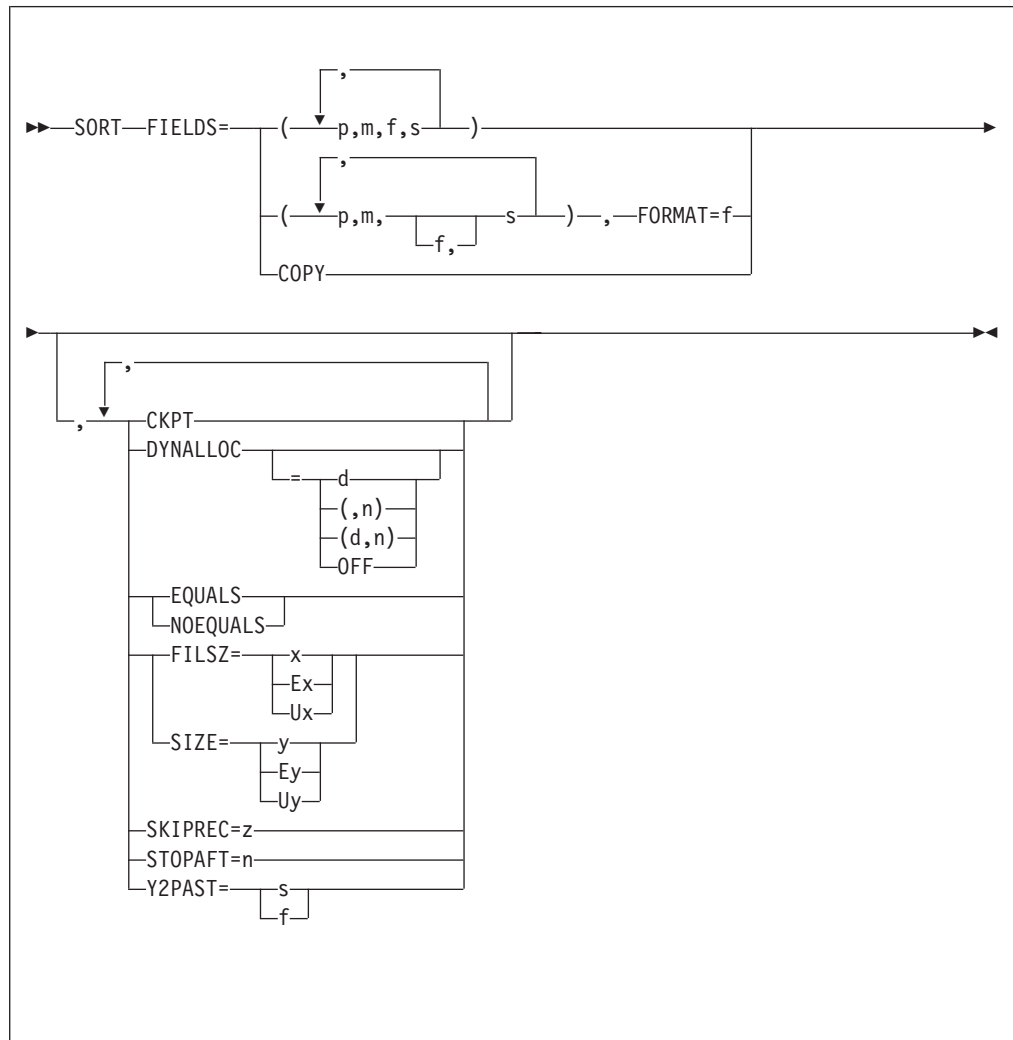 ,
SORT FIELDS= ( p,m,f,s )
,
( p,m, s ) , FORMAT=f
f,
COPY
,
, CKPT
DYNALLOC
= d
(,n)
(d,n)
OFF
EQUALS
NOEQUALS
FILSZ= x
Ex
Ux
SIZE= y
Ey
Uy
SKIPREC=z
STOPAFT=n
Y2PAST= s
f